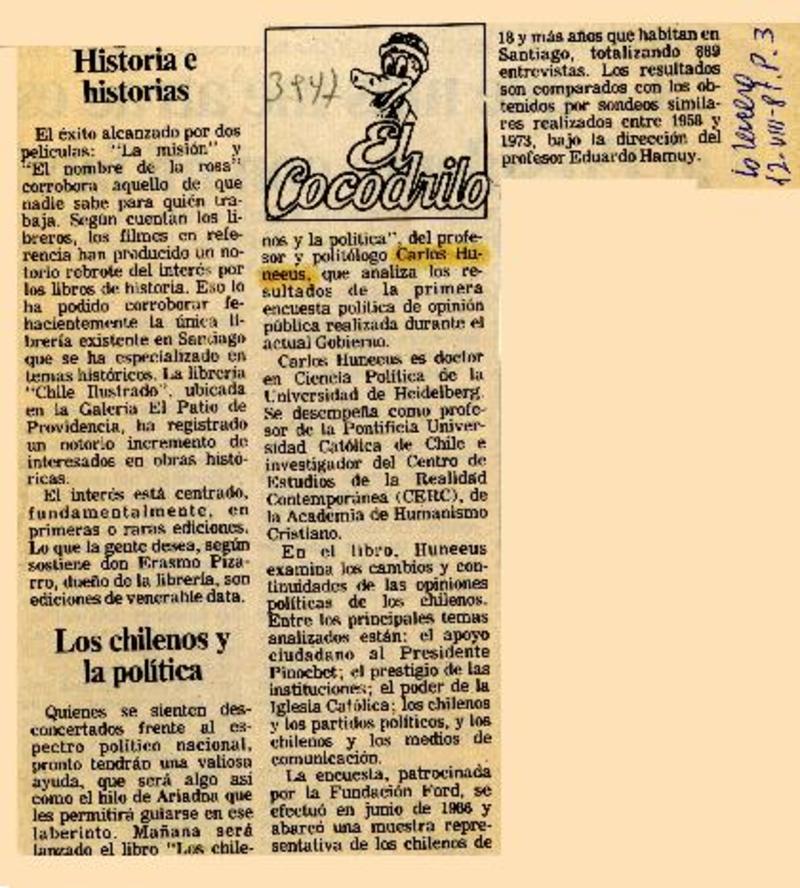 Historia e
historias
El éxito alcanzado por dos
películas: "La misión" y
"El nombre de la rosa"
corrobora aquello de que
nadie sabe para quién tra-
baja. Según cuentan los li-
breros, los filmes en refe-
rencia han producido un no-
torio rebrote del interés por
los libros de historia. Eso lo
ha podido corroborar fe-
hacientemente la única li-
brería existente en Santiago
que se ha especializado en
temas históricos. La librería
"Chile Ilustrado", ubicada
en la Galería El Patio de
Providencia, ha registrado
un notorio incremento de
interesados en obras histó-
ricas.
El interés está centrado,
fundamentalmente, en
primeras o raras ediciones.
Lo que la gente desea, según
sostiene don Erasmo Piza-
rro, dueño de la librería, son
ediciones de venerable data.
Los chilenos y
la política
Quienes se sienten des-
concertados frente al es-
pectro político nacional,
pronto tendrán una valiosa
ayuda, que será algo así
como el hilo de Ariadna que
les permitirá guiarse en ese
laberinto. Mañana será
lanzado el libro "Los chile-
3947
El
Cocodrilo
nos y la política", del profe-
sor y politólogo Carlos Hu-
neeus, que analiza los re-
sultados de la primera
encuesta política de opinión
pública realizada durante el
actual Gobierno.
Carlos Huneeus es doctor
en Ciencia Política de la
Universidad de Heidelberg.
Se desempeña como profe-
sor de la Pontificia Univer-
sidad Católica de Chile e
investigador del Centro de
Estudios de la Realidad
Contemporánea (CERC), de
la Academia de Humanismo
Cristiano.
En el libro, Huneeus
examina los cambios y con-
tinuidades de las opiniones
políticas de los chilenos.
Entre los principales temas
analizados están: el apoyo
ciudadano al Presidente
Pinochet; el prestigio de las
instituciones; el poder de la
Iglesia Católica; los chilenos
y los partidos políticos, y los
chilenos y los medios de
comunicación.
La encuesta, patrocinada
por la Fundación Ford, se
efectuó en junio de 1986 y
abarcó una muestra repre-
sentativa de los chilenos de
18 y más años que habitan en
Santiago, totalizando 889
entrevistas. Los resultados
son comparados con los ob-
tenidos por sondeos simila-
res realizados entre 1958 y
1973, bajo la dirección del
profesor Eduardo Hamuy.
La Tercera
12-VIII-87, P. 3